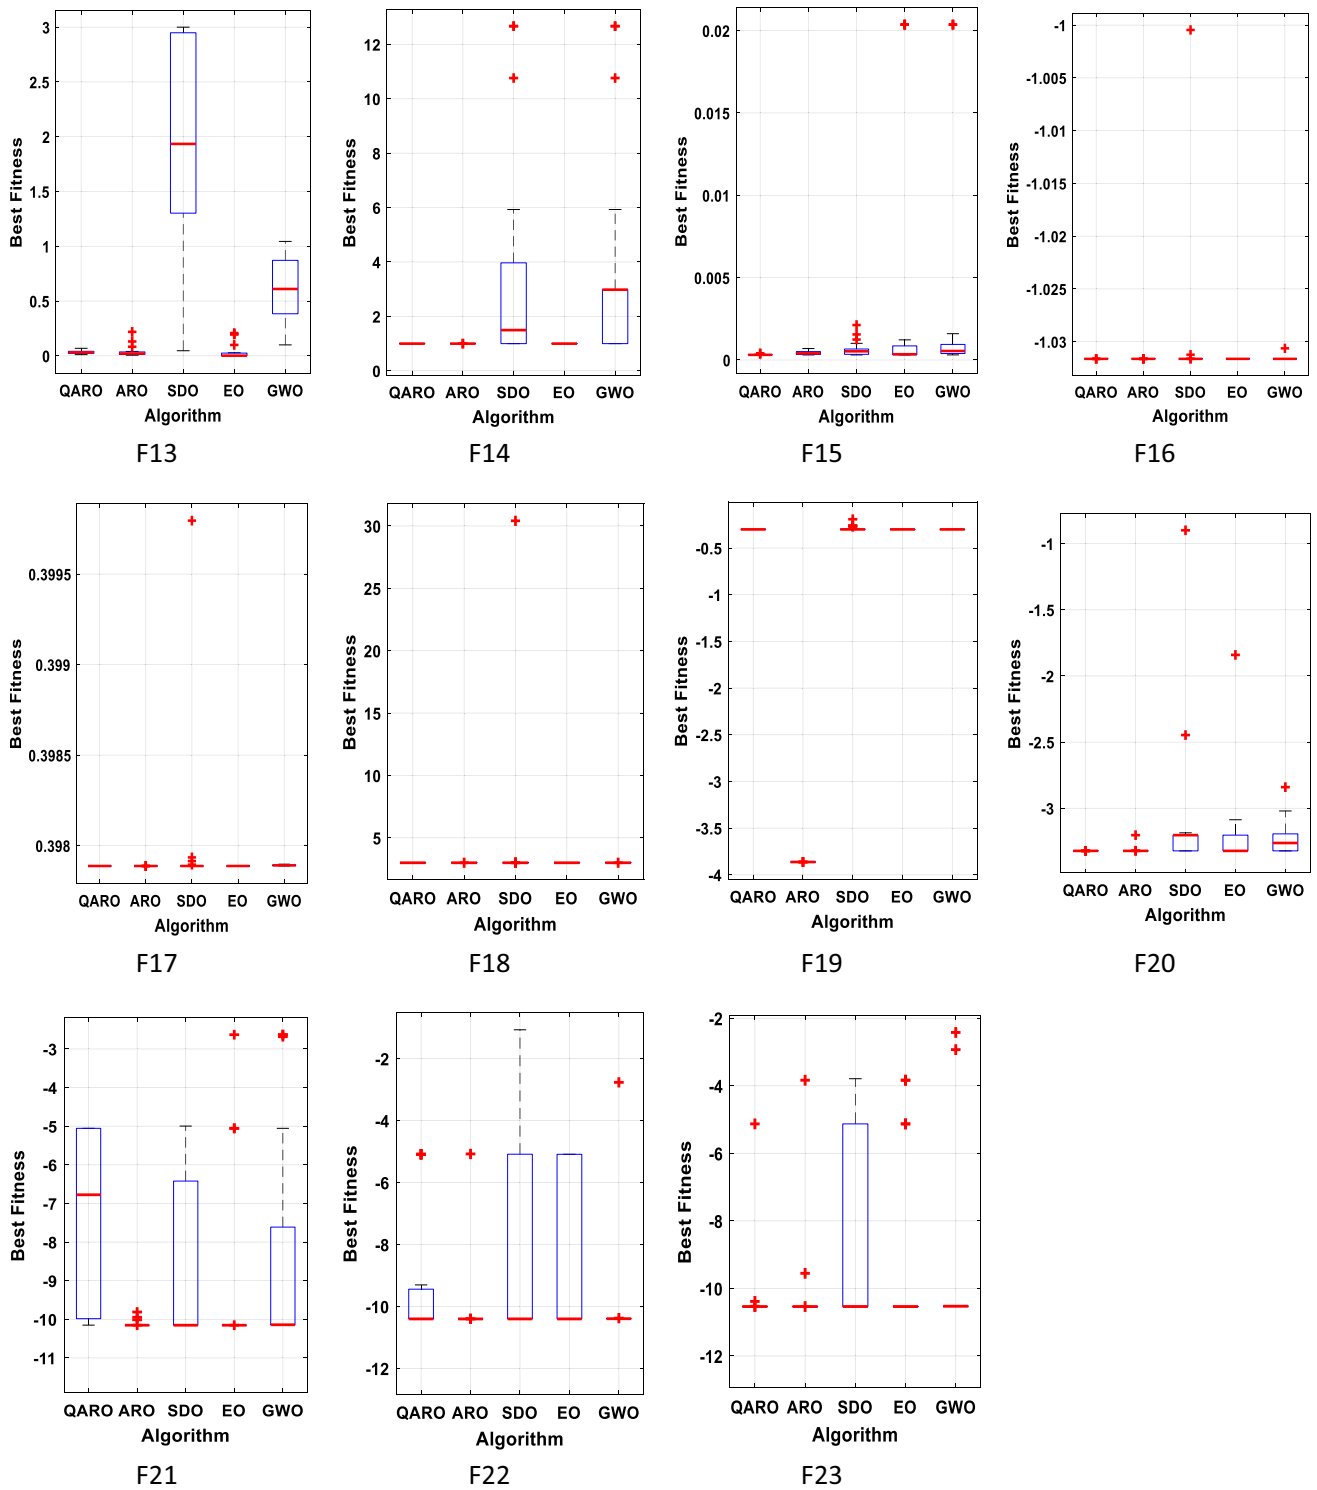 Best Fitness
3
2.5
2
1.5
1
0.5
0
QARO ARO SDO EO GWO
Algorithm
F13
Best Fitness
12
10
8
6
4
2
0
QARO ARO SDO EO GWO
Algorithm
F14
Best Fitness
0.02
0.015
0.01
0.005
0
QARO ARO SDO EO GWO
Algorithm
F15
Best Fitness
-1
-1.005
-1.01
-1.015
-1.02
-1.025
-1.03
QARO ARO SDO EO GWO
Algorithm
F16
Best Fitness
0.3995
0.399
0.3985
0.398
QARO ARO SDO EO GWO
Algorithm
F17
Best Fitness
30
25
20
15
10
5
QARO ARO SDO EO GWO
Algorithm
F18
Best Fitness
-0.5
-1
-1.5
-2
-2.5
-3
-3.5
-4
QARO ARO SDO EO GWO
Algorithm
F19
Best Fitness
-1
-1.5
-2
-2.5
-3
QARO ARO SDO EO GWO
Algorithm
F20
Best Fitness
-3
-4
-5
-6
-7
-8
-9
-10
-11
QARO ARO SDO EO GWO
Algorithm
F21
Best Fitness
-2
-4
-6
-8
-10
-12
QARO ARO SDO EO GWO
Algorithm
F22
Best Fitness
-2
-4
-6
-8
-10
-12
QARO ARO SDO EO GWO
Algorithm
F23